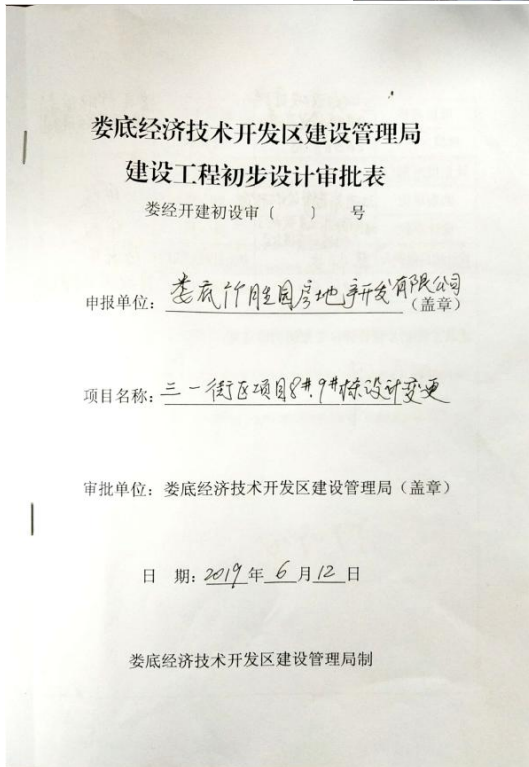 娄底经济技术开发区建设管理局
建设工程初步设计审批表
娄经开建初设审〔　〕　号
申报单位：娄底竹胜园房地产开发有限公司（盖章）
项目名称：三一街区项目8#.9#栋设计变更
审批单位：娄底经济技术开发区建设管理局（盖章）
日　期：2019年6月12日
娄底经济技术开发区建设管理局制